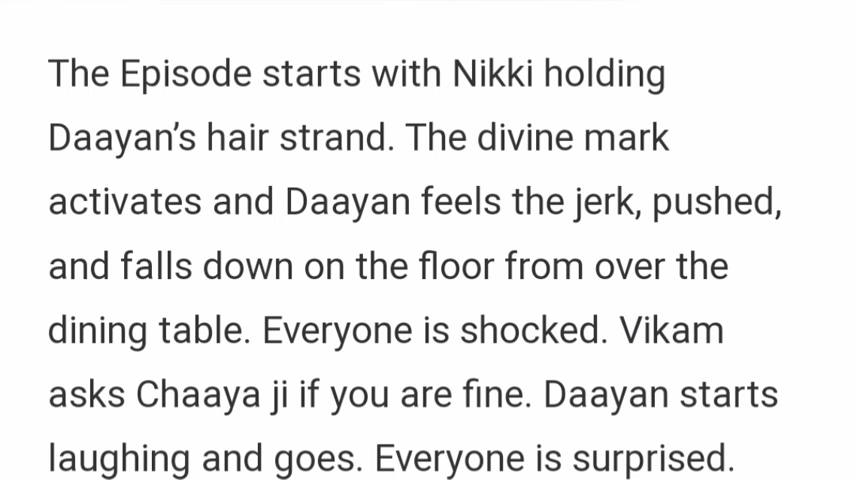 The Episode starts with Nikki holding
Daayan’s hair strand. The divine mark
activates and Daayan feels the jerk, pushed,
and falls down on the floor from over the
dining table. Everyone is shocked. Vikam
asks Chaaya ji if you are fine. Daayan starts
laughing and goes. Everyone is surprised.